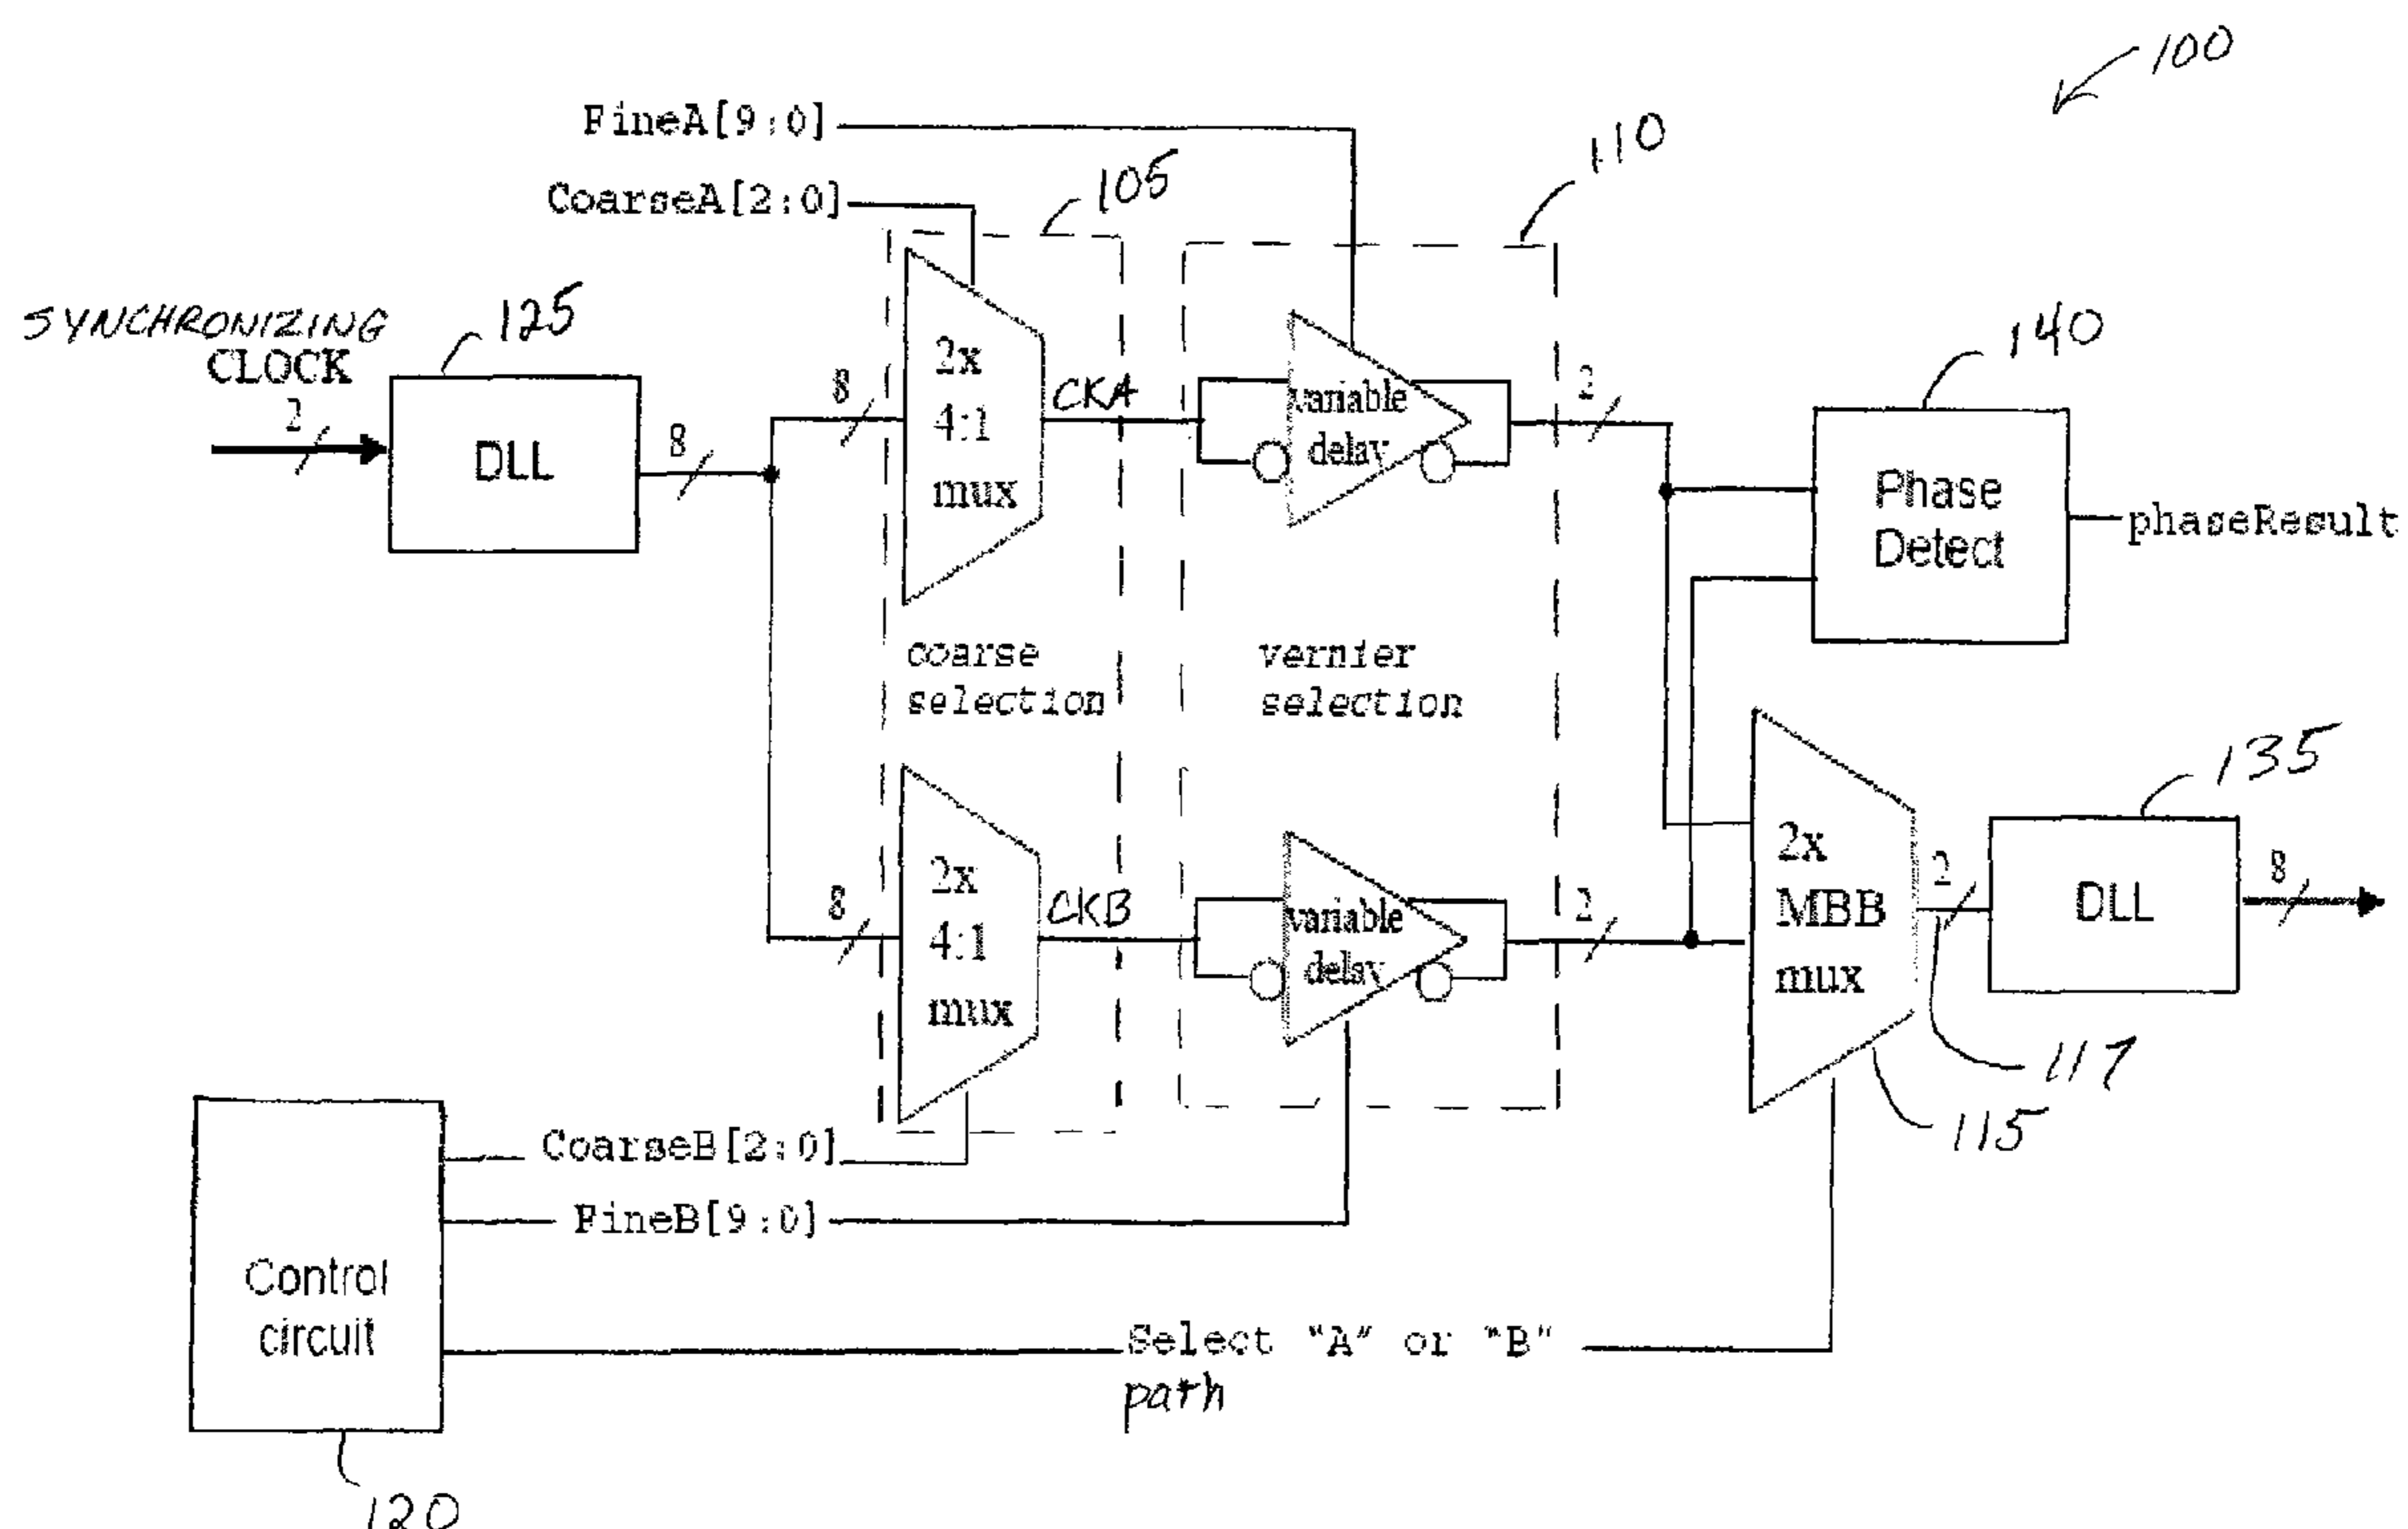 100
FineA[9:0]
110
CoarseA[2:0]
105
SYNCHRONIZING
CLOCK
2
125
DLL
8
8
2x
4:1
mux
CKA
variable
delay
2
140
Phase
Detect
phaseResult
coarse
selection
vernier
selection
8
2x
4:1
mux
CKB
variable
delay
2
2x
MBB
mux
2
135
DLL
8
117
115
Control
circuit
CoarseB[2:0]
FineB[9:0]
Select "A" or "B"
path
120